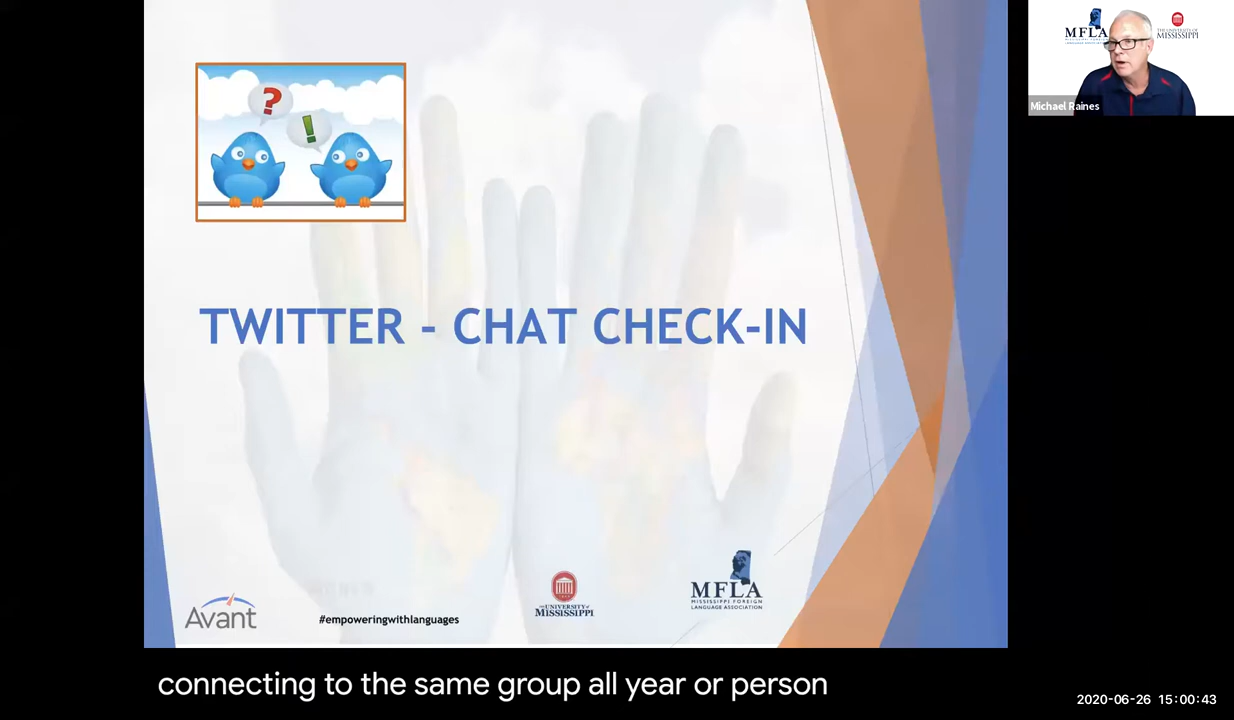 ?
!
TWITTER - CHAT CHECK-IN
Avant
#empoweringwithlanguages
THE UNIVERSITY of
MISSISSIPPI
MFLA
MISSISSIPPI FOREIGN
LANGUAGE ASSOCIATION
MFLA
THE UNIVERSITY of
MISSISSIPPI
Michael Raines
connecting to the same group all year or person
2020-06-26 15:00:43